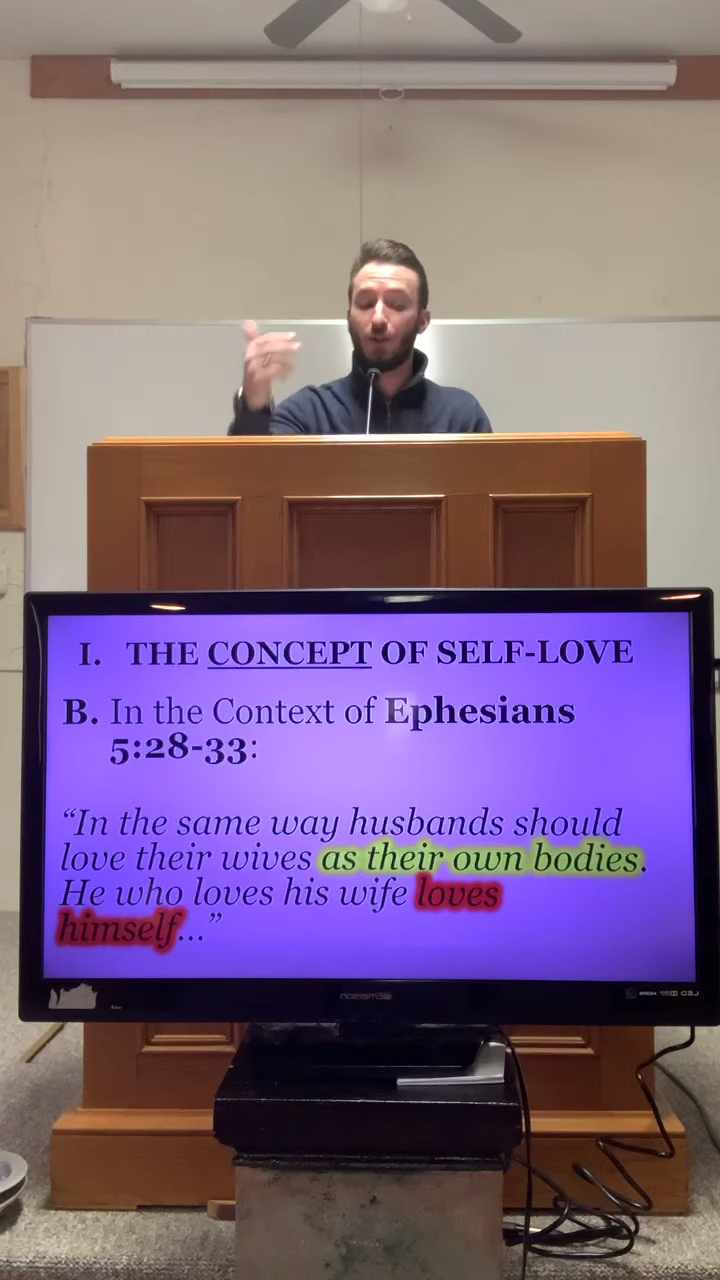 I. THE CONCEPT OF SELF-LOVE
B. In the Context of Ephesians
5:28-33:
“In the same way husbands should
love their wives as their own bodies.
He who loves his wife loves
himself...”